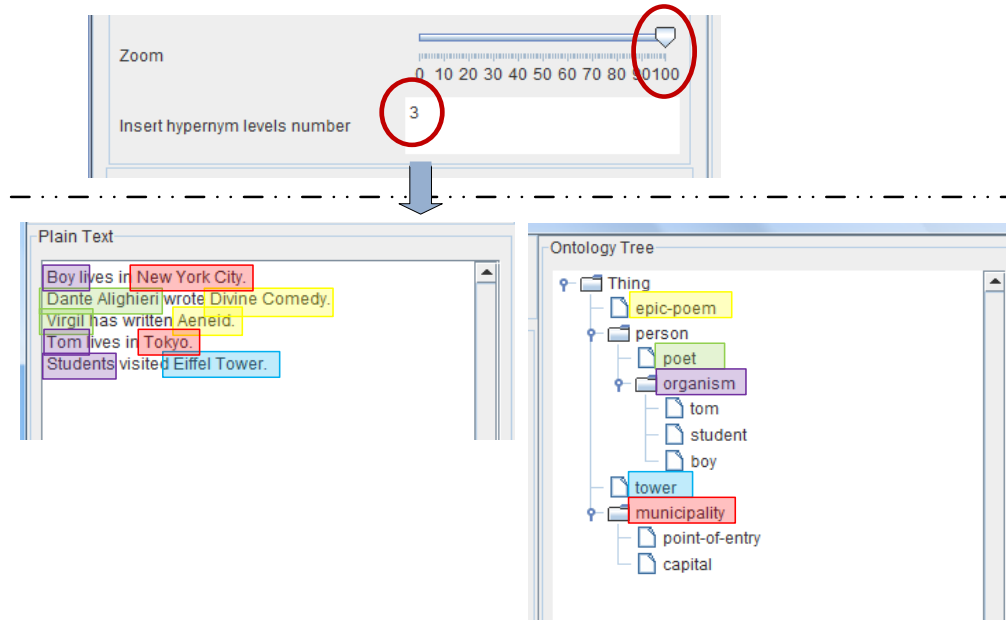 Zoom
0 10 20 30 40 50 60 70 80 90100
Insert hypernym levels number
3
Plain Text
Boy lives in New York City.
Dante Alighieri wrote Divine Comedy.
Virgil has written Aeneid.
Tom lives in Tokyo.
Students visited Eiffel Tower.
Ontology Tree
Thing
epic-poem
person
poet
organism
tom
student
boy
tower
municipality
point-of-entry
capital